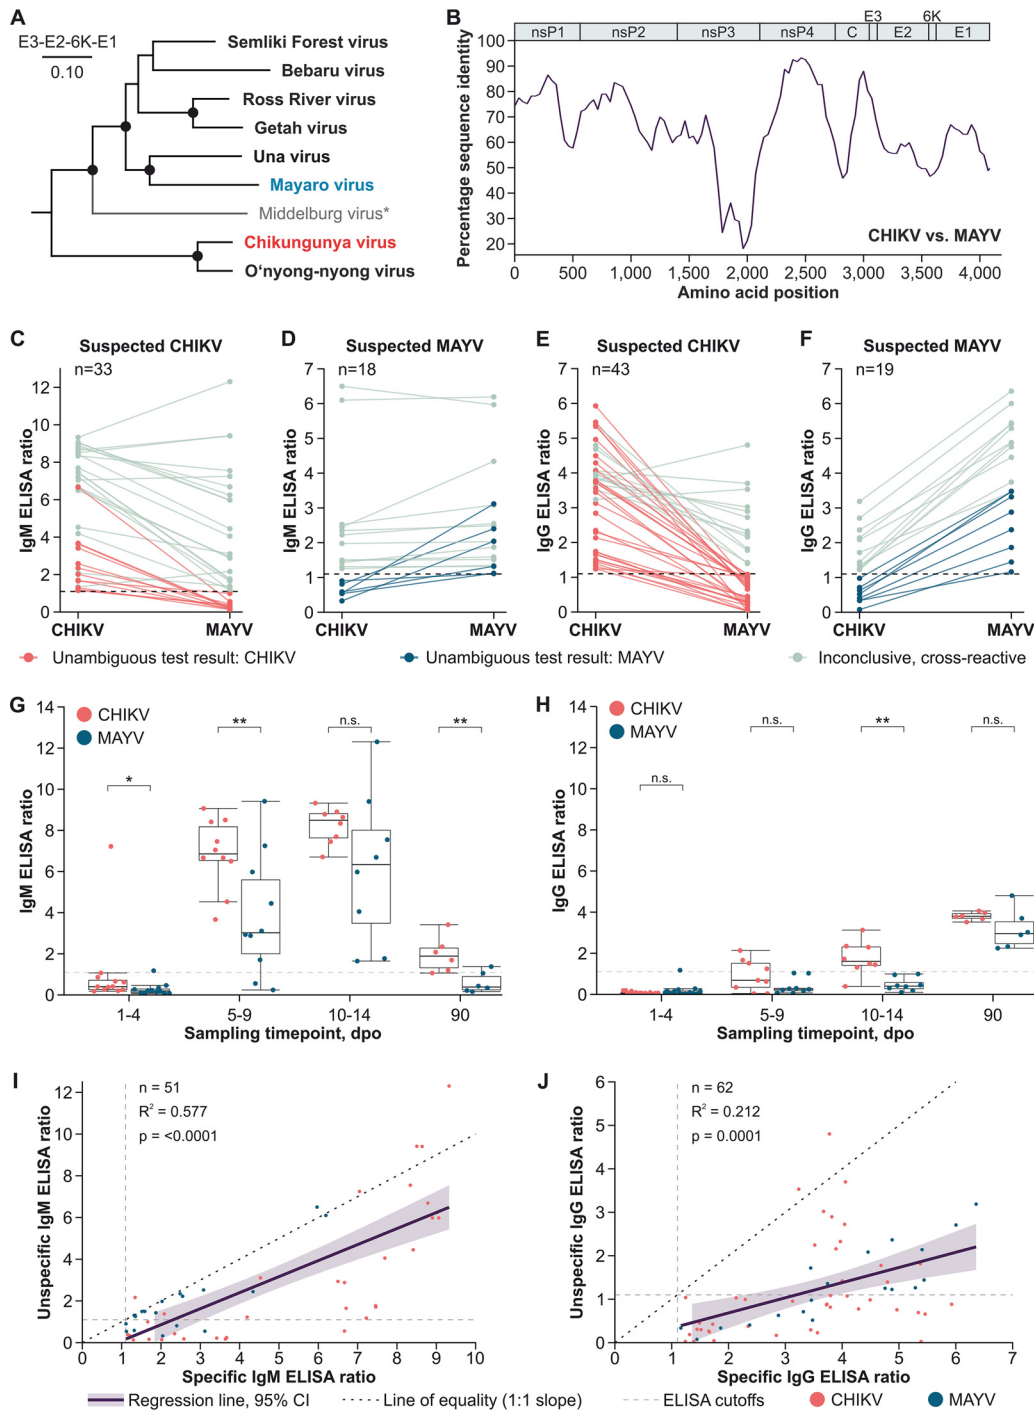 A
E3-E2-6K-E1
0.10
Semliki Forest virus
Bebaru virus
Ross River virus
Getah virus
Una virus
Mayaro virus
Middelburg virus*
Chikungunya virus
O‘nyong-nyong virus
B
E3 6K
nsP1 nsP2 nsP3 nsP4 C E2 E1
Percentage sequence identity
100
90
80
70
60
50
40
30
20
CHIKV vs. MAYV
0 500 1,000 1,500 2,000 2,500 3,000 3,500 4,000
Amino acid position
C
Suspected CHIKV
n=33
IgM ELISA ratio
12
10
8
6
4
2
0
CHIKV MAYV
D
Suspected MAYV
n=18
IgM ELISA ratio
7
6
5
4
3
2
1
0
CHIKV MAYV
E
Suspected CHIKV
n=43
IgG ELISA ratio
7
6
5
4
3
2
1
0
CHIKV MAYV
F
Suspected MAYV
n=19
IgG ELISA ratio
7
6
5
4
3
2
1
0
CHIKV MAYV
Unambiguous test result: CHIKV
Unambiguous test result: MAYV
Inconclusive, cross-reactive
G
CHIKV
MAYV
IgM ELISA ratio
14
12
10
8
6
4
2
0
*
**
n.s.
**
1-4 5-9 10-14 90
Sampling timepoint, dpo
H
CHIKV
MAYV
IgG ELISA ratio
14
12
10
8
6
4
2
0
n.s.
n.s.
**
n.s.
1-4 5-9 10-14 90
Sampling timepoint, dpo
I
n = 51
R² = 0.577
p = <0.0001
Unspecific IgM ELISA ratio
12
10
8
6
4
2
0
0 1 2 3 4 5 6 7 8 9 10
Specific IgM ELISA ratio
J
n = 62
R² = 0.212
p = 0.0001
Unspecific IgG ELISA ratio
6
5
4
3
2
1
0
0 1 2 3 4 5 6 7
Specific IgG ELISA ratio
Regression line, 95% CI
Line of equality (1:1 slope)
ELISA cutoffs
CHIKV
MAYV